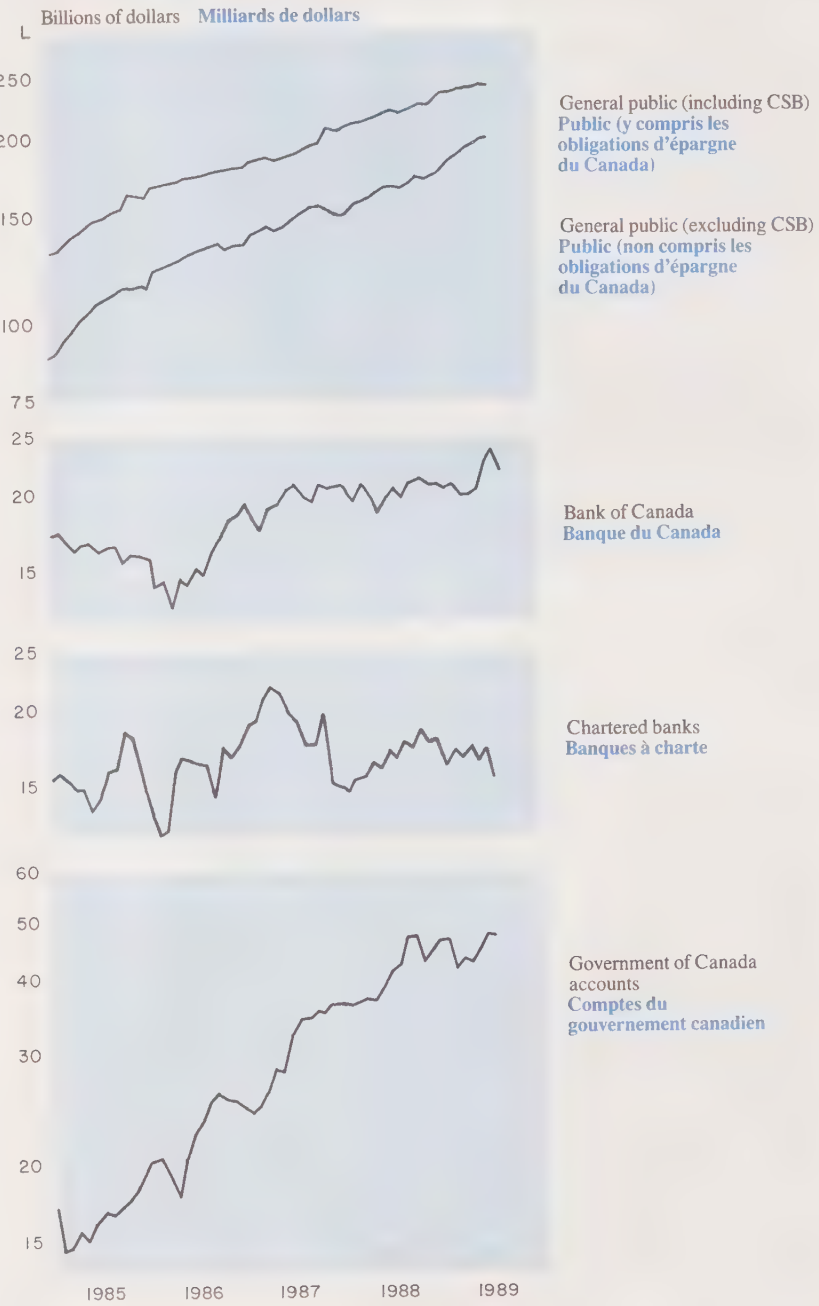 Billions of dollars Milliards de dollars
L
250
200
150
100
75
General public (including CSB)
Public (y compris les
obligations d'épargne
du Canada)
General public (excluding CSB)
Public (non compris les
obligations d'épargne
du Canada)
25
20
15
Bank of Canada
Banque du Canada
25
20
15
Chartered banks
Banques à charte
60
50
40
30
20
15
Government of Canada
accounts
Comptes du
gouvernement canadien
1985 1986 1987 1988 1989